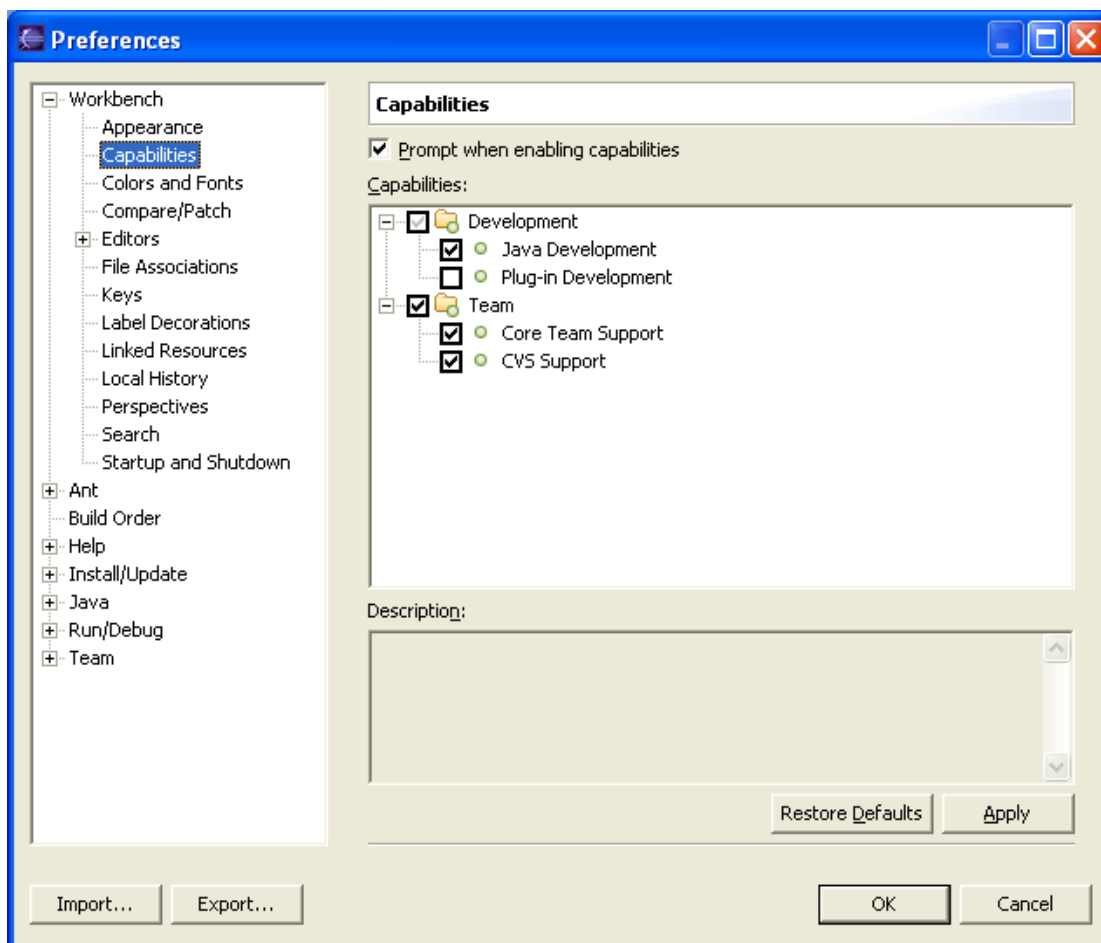 Preferences
Workbench
Appearance
Capabilities
Colors and Fonts
Compare/Patch
Editors
File Associations
Keys
Label Decorations
Linked Resources
Local History
Perspectives
Search
Startup and Shutdown
Ant
Build Order
Help
Install/Update
Java
Run/Debug
Team
Capabilities
Prompt when enabling capabilities
Capabilities:
Development
Java Development
Plug-in Development
Team
Core Team Support
CVS Support
Description:
Restore Defaults
Apply
Import...
Export...
OK
Cancel